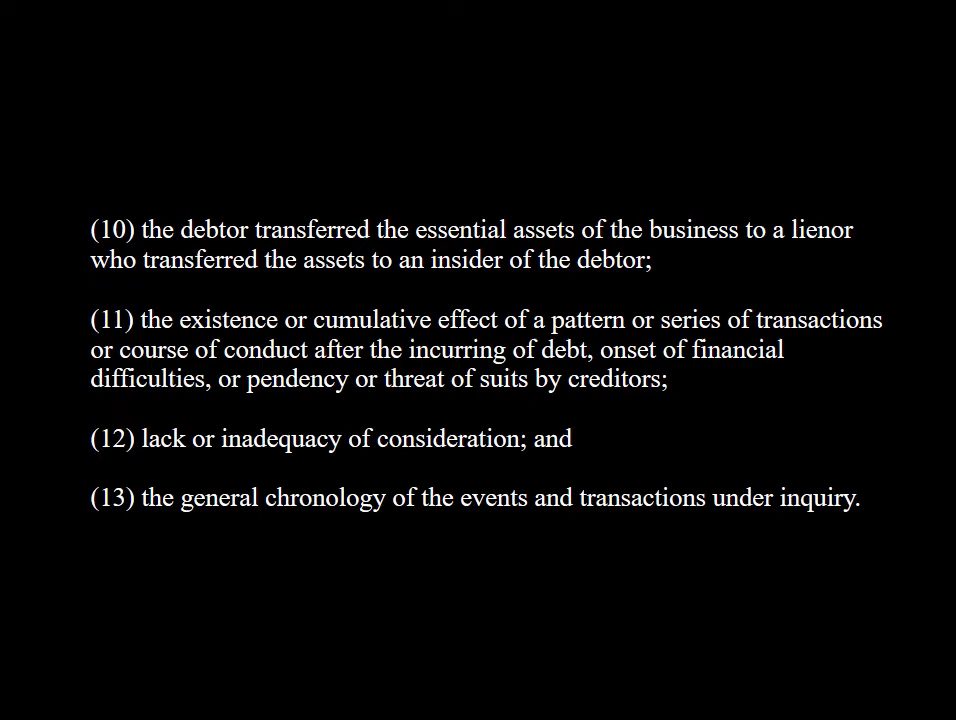 (10) the debtor transferred the essential assets of the business to a lienor
who transferred the assets to an insider of the debtor;
(11) the existence or cumulative effect of a pattern or series of transactions
or course of conduct after the incurring of debt, onset of financial
difficulties, or pendency or threat of suits by creditors;
(12) lack or inadequacy of consideration; and
(13) the general chronology of the events and transactions under inquiry.